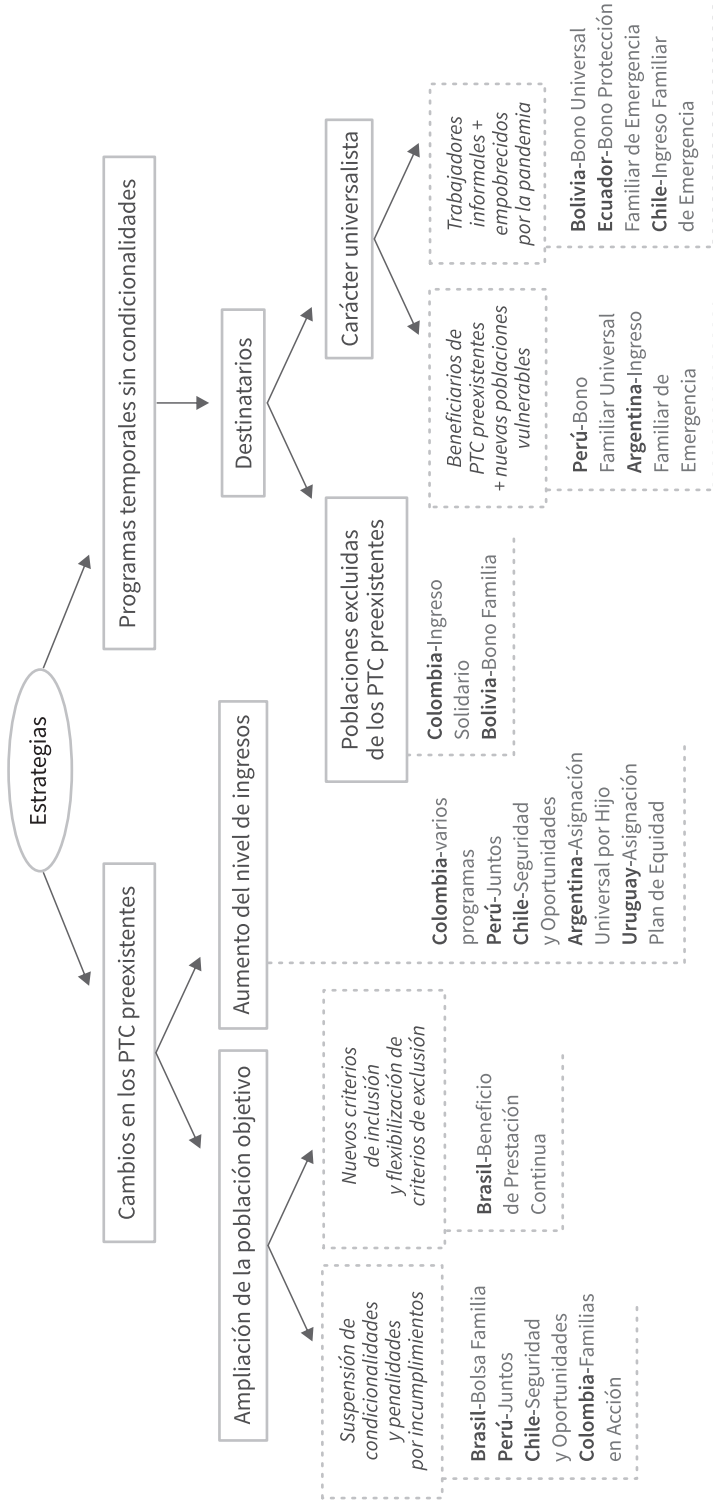 Estrategias
Cambios en los PTC preexistentes
Programas temporales sin condicionalidades
Ampliación de la población objetivo
Aumento del nivel de ingresos
Destinatarios
Suspensión de
condicionalidades
y penalidades
por incumplimientos
Nuevos criterios
de inclusión
y flexibilización de
criterios de exclusión
Poblaciones excluidas
de los PTC preexistentes
Carácter universalista
Beneficiarios de
PTC preexistentes
+ nuevas poblaciones
vulnerables
Trabajadores
informales +
empobrecidos
por la pandemia
Brasil-Bolsa Familia
Perú-Juntos
Chile-Seguridad
y Oportunidades
Colombia-Familias
en Acción
Brasil-Beneficio
de Prestación
Continua
Colombia-varios
programas
Perú-Juntos
Chile-Seguridad
y Oportunidades
Argentina-Asignación
Universal por Hijo
Uruguay-Asignación
Plan de Equidad
Colombia-Ingreso
Solidario
Bolivia-Bono Familia
Perú-Bono
Familiar Universal
Argentina-Ingreso
Familiar de
Emergencia
Bolivia-Bono Universal
Ecuador-Bono Protección
Familiar de Emergencia
Chile-Ingreso Familiar
de Emergencia